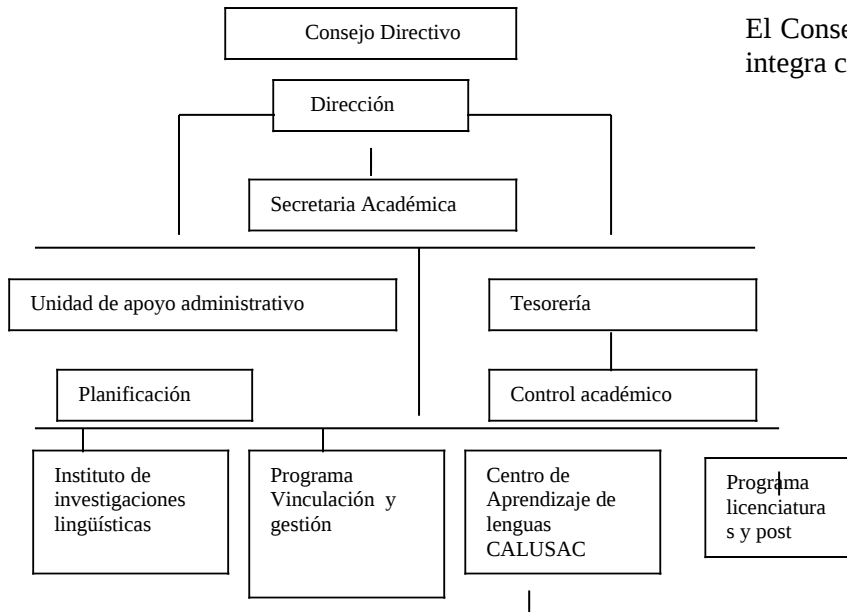 Consejo Directivo
El Conse
integra c
Dirección
Secretaria Académica
Unidad de apoyo administrativo
Tesorería
Planificación
Control académico
Instituto de
investigaciones
lingüísticas
Programa
Vinculación y
gestión
Centro de
Aprendizaje de
lenguas
CALUSAC
Programa
licenciatura
s y post